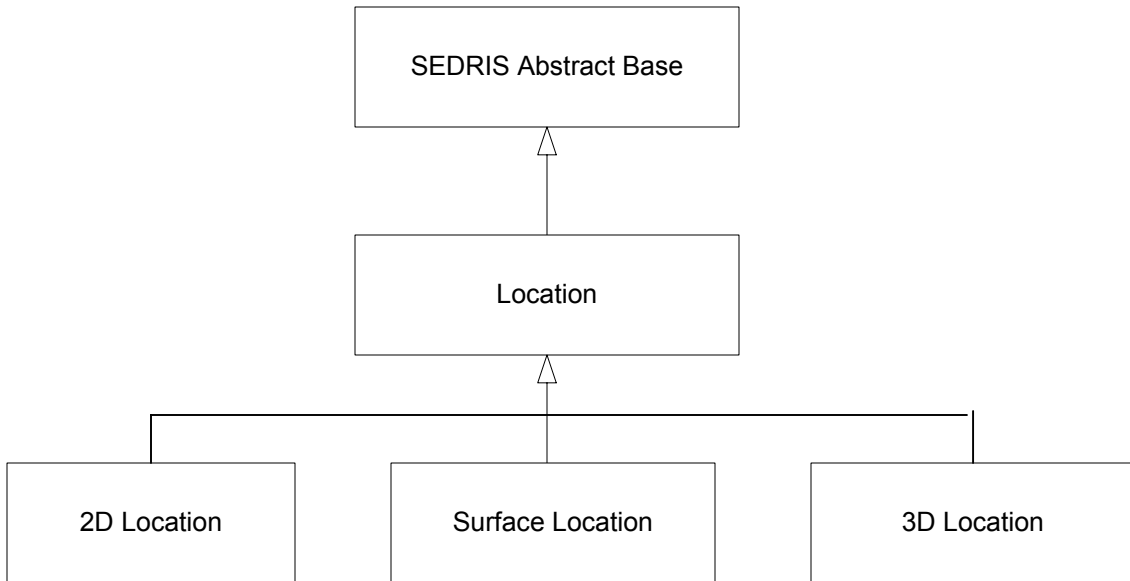 SEDRIS Abstract Base
Location
2D Location
Surface Location
3D Location